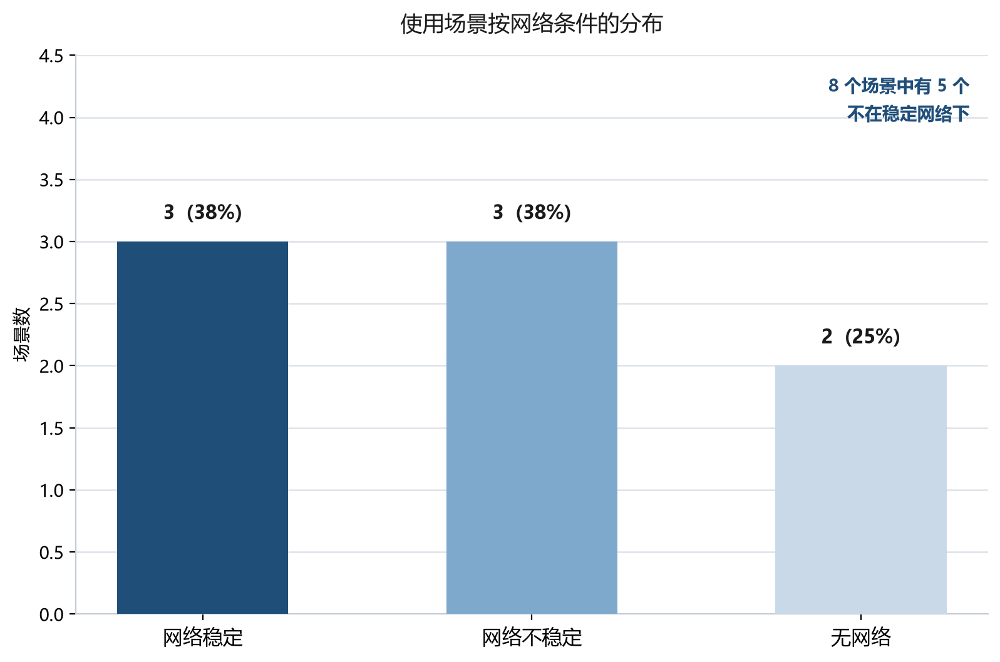 使用场景按网络条件的分布
8 个场景中有 5 个
不在稳定网络下
场景数
4.5
4.0
3.5
3.0
2.5
2.0
1.5
1.0
0.5
0.0
3 (38%)
3 (38%)
2 (25%)
网络稳定
网络不稳定
无网络